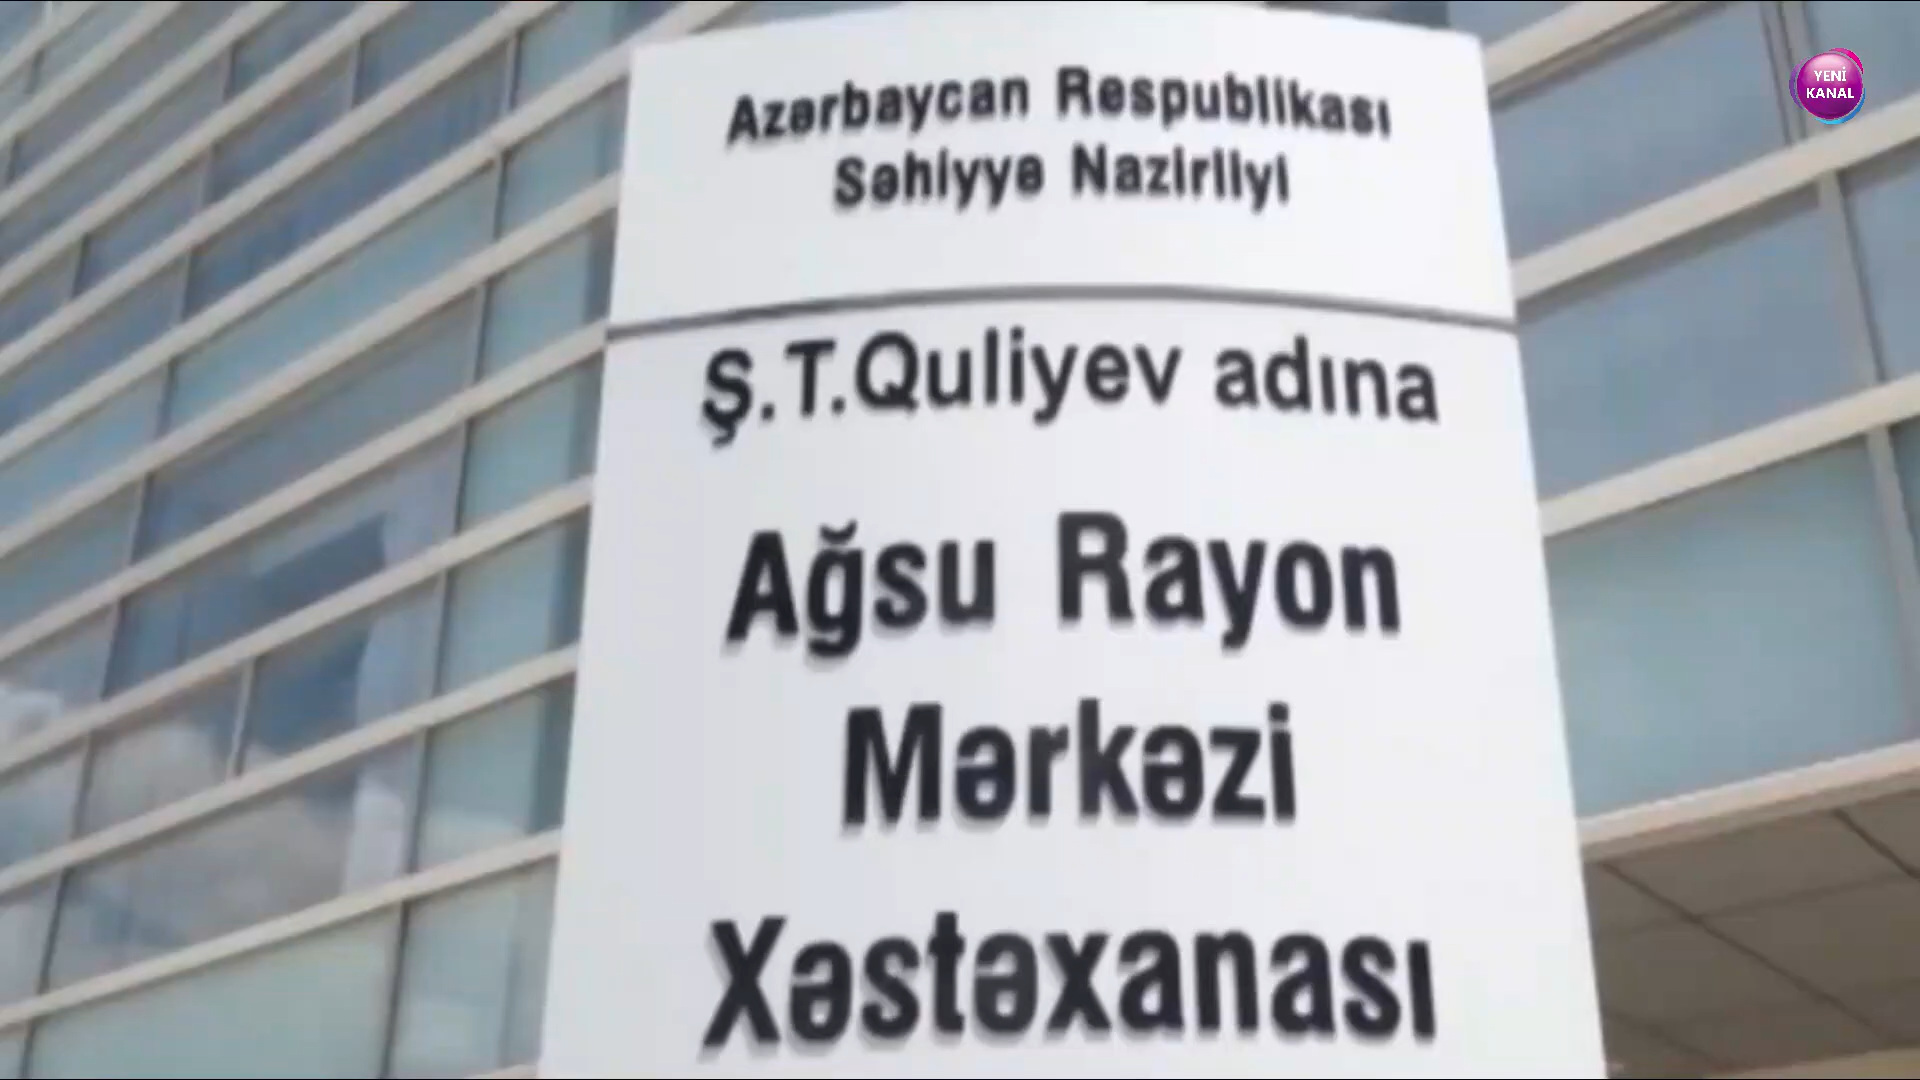 YENİ
KANAL
Azərbaycan Respublikası
Səhiyyə Nazirliyi
Ş.T.Quliyev adına
Ağsu Rayon
Mərkəzi
Xəstəxanası